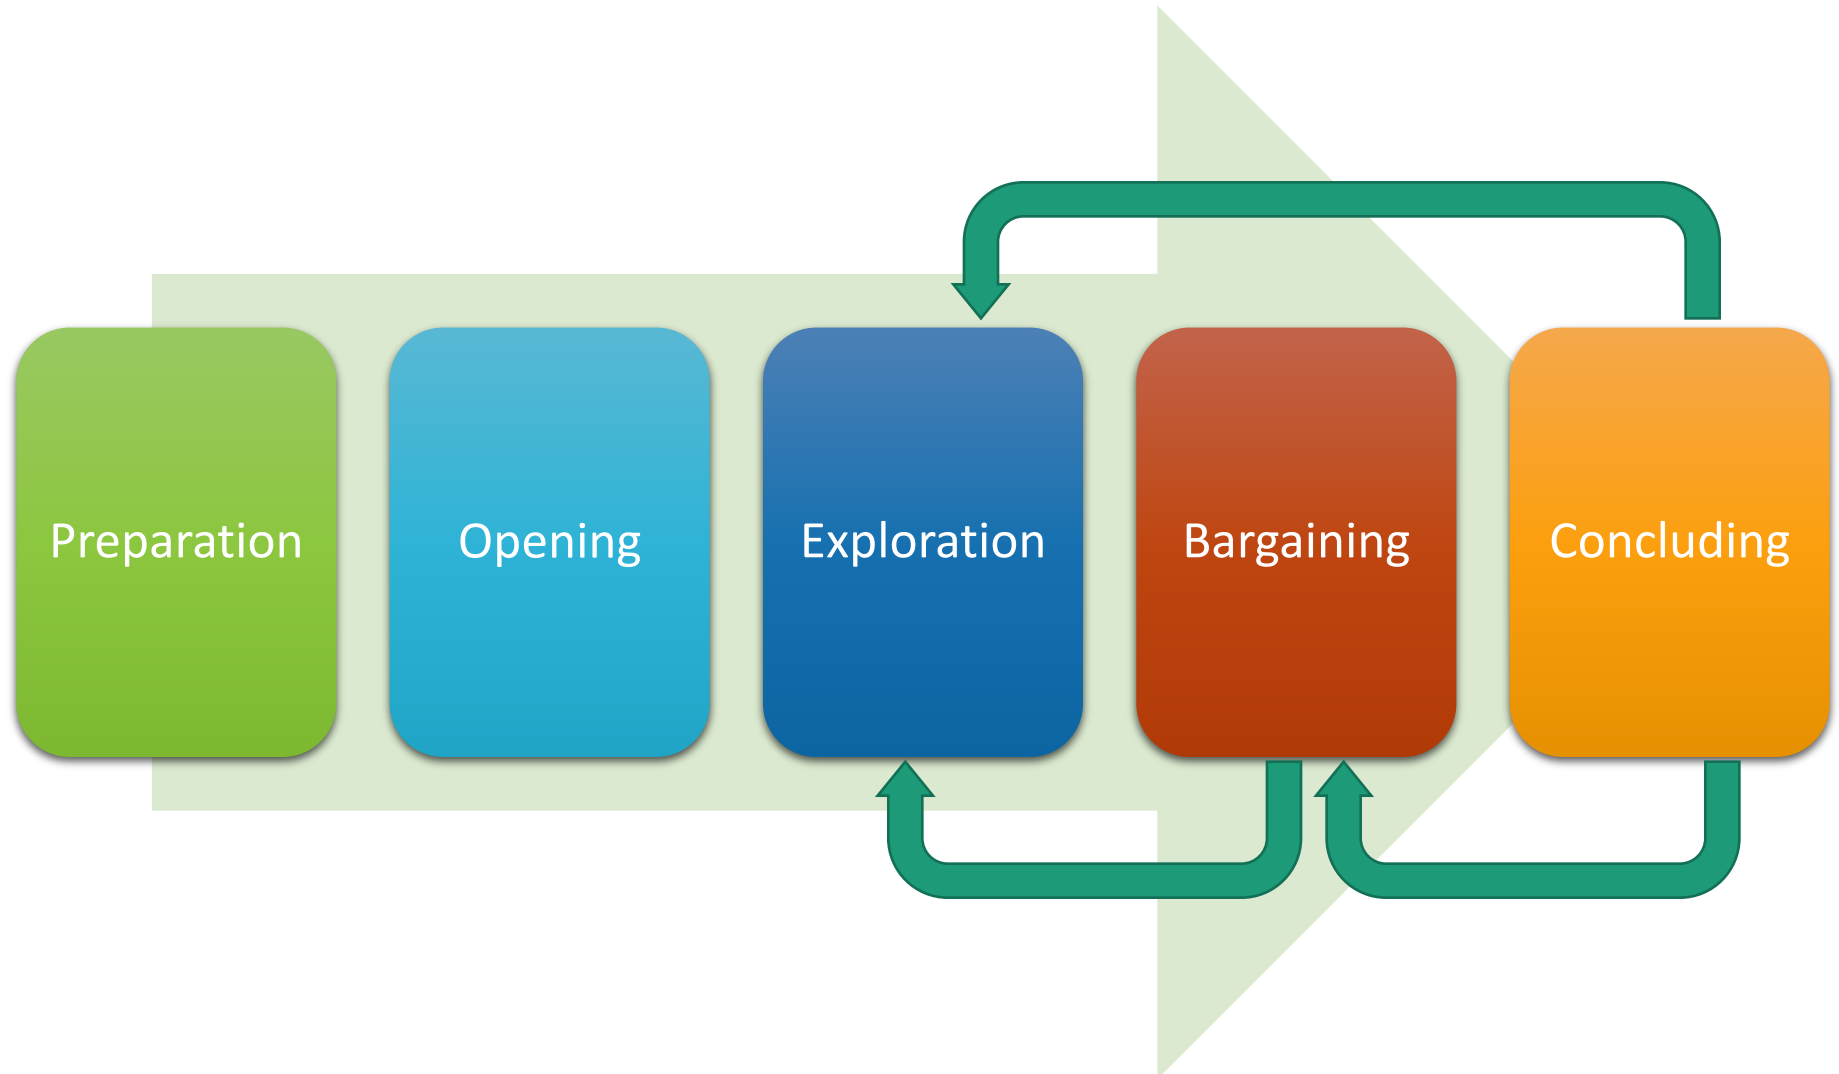 Preparation
Opening
Exploration
Bargaining
Concluding